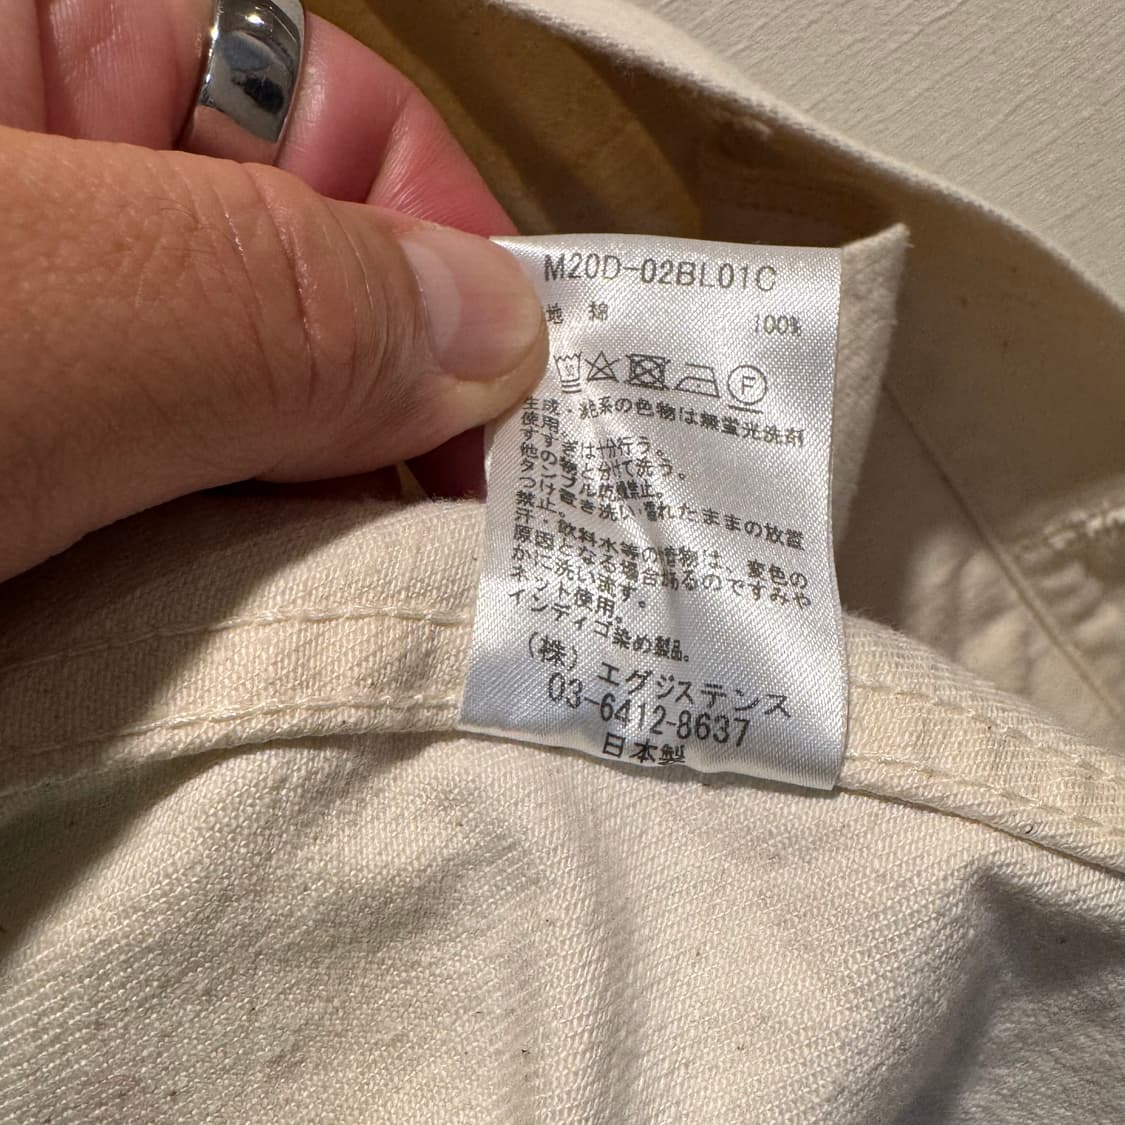 M20D-02BL01C
地 綿 100%
F
生成・淡色系の色物は無蛍光洗剤
使用。
すすぎは十分行う。
他の物と分けて洗う。
タンブル乾燥禁止。
つけ置き洗い・濡れたままの放置
禁止。
汗・飲料水等の付着物は、変色の
原因となる場合あるのですみや
かに洗い流す。
ネット使用。
インディゴ染め製品。
(株) エグジステンス
03-6412-8637
日本製